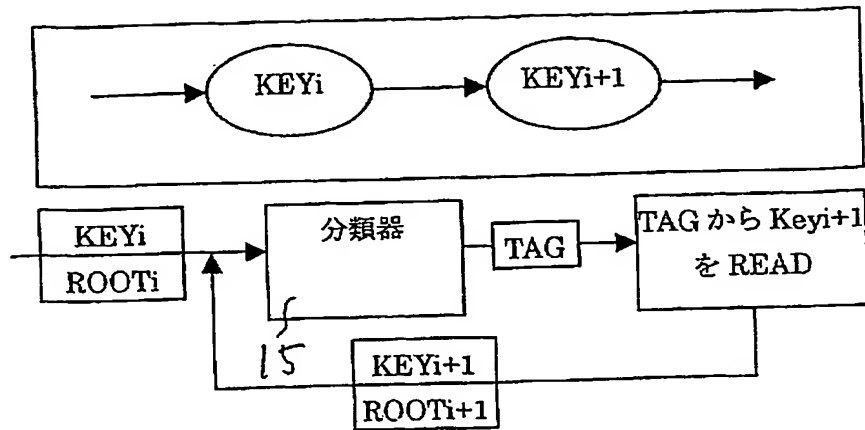 KEYi
KEYi+1
KEYi
ROOTi
分類器
TAG
TAG から Keyi+1
を READ
15
KEYi+1
ROOTi+1